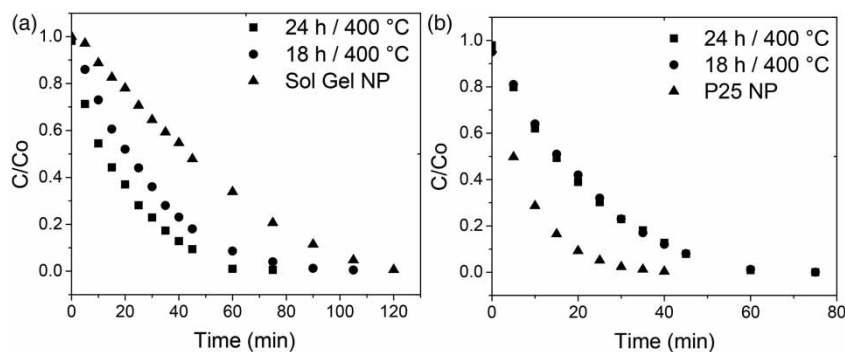 (a)
24 h / 400 °C
18 h / 400 °C
Sol Gel NP
C/Co
1.0
0.8
0.6
0.4
0.2
0.0
0 20 40 60 80 100 120
Time (min)
(b)
24 h / 400 °C
18 h / 400 °C
P25 NP
C/Co
1.0
0.8
0.6
0.4
0.2
0.0
0 20 40 60 80
Time (min)